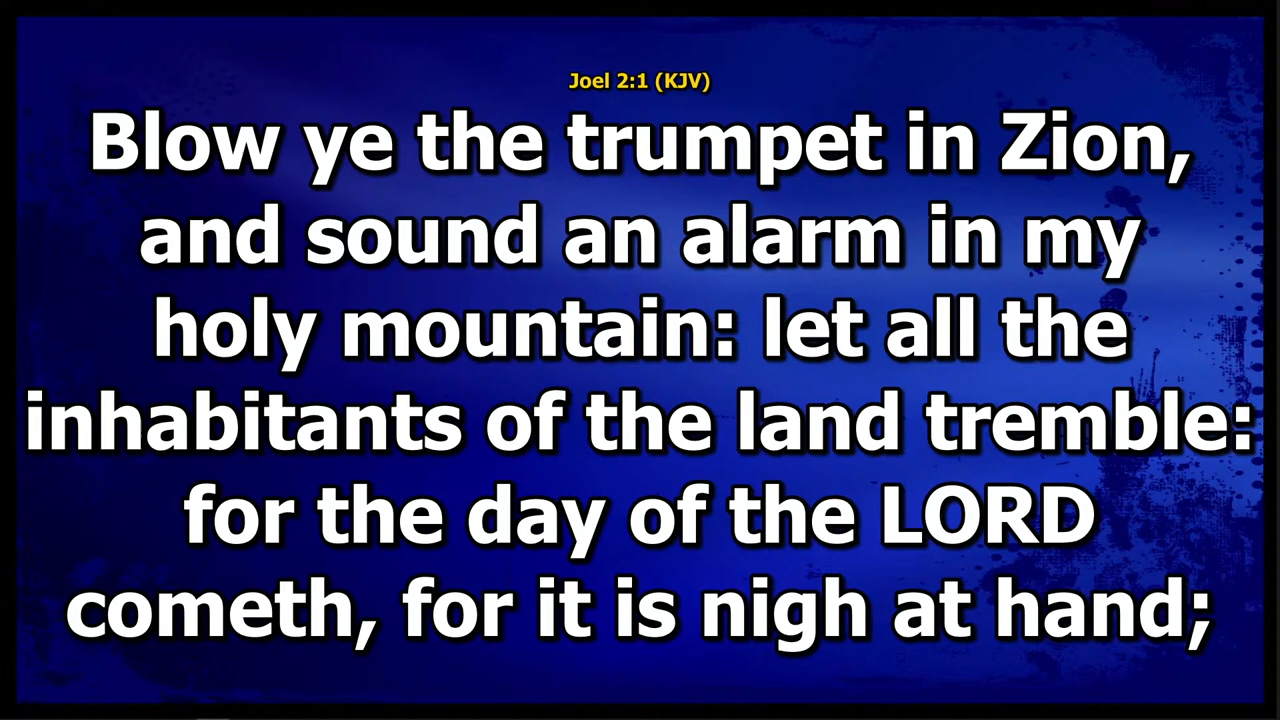 Joel 2:1 (KJV)
Blow ye the trumpet in Zion,
and sound an alarm in my
holy mountain: let all the
inhabitants of the land tremble:
for the day of the LORD
cometh, for it is nigh at hand;